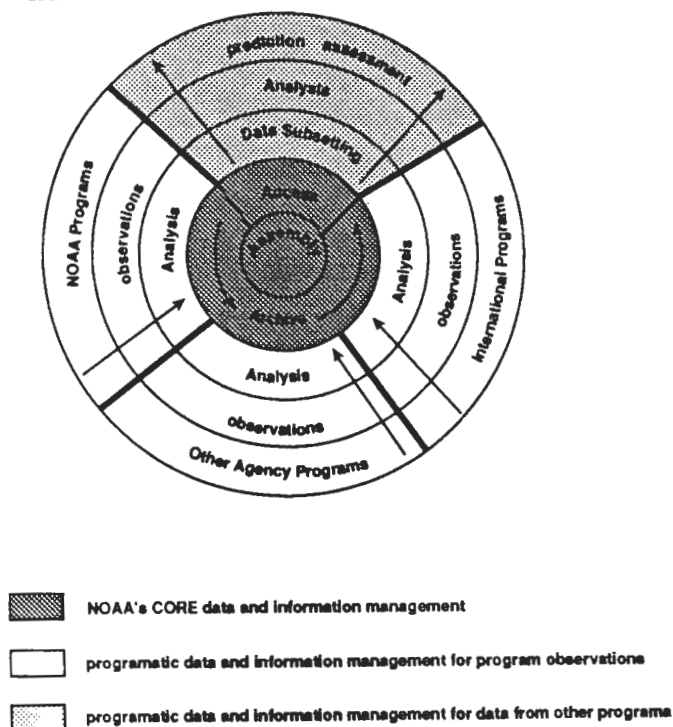 prediction assessment
Analysis
Data Subsetting
Access
Assembly
Archive
NOAA Programs
observations
Analysis
Analysis
observations
International Programs
Analysis
observations
Other Agency Programs
NOAA's CORE data and information management
programatic data and information management for program observations
programatic data and information management for data from other programs